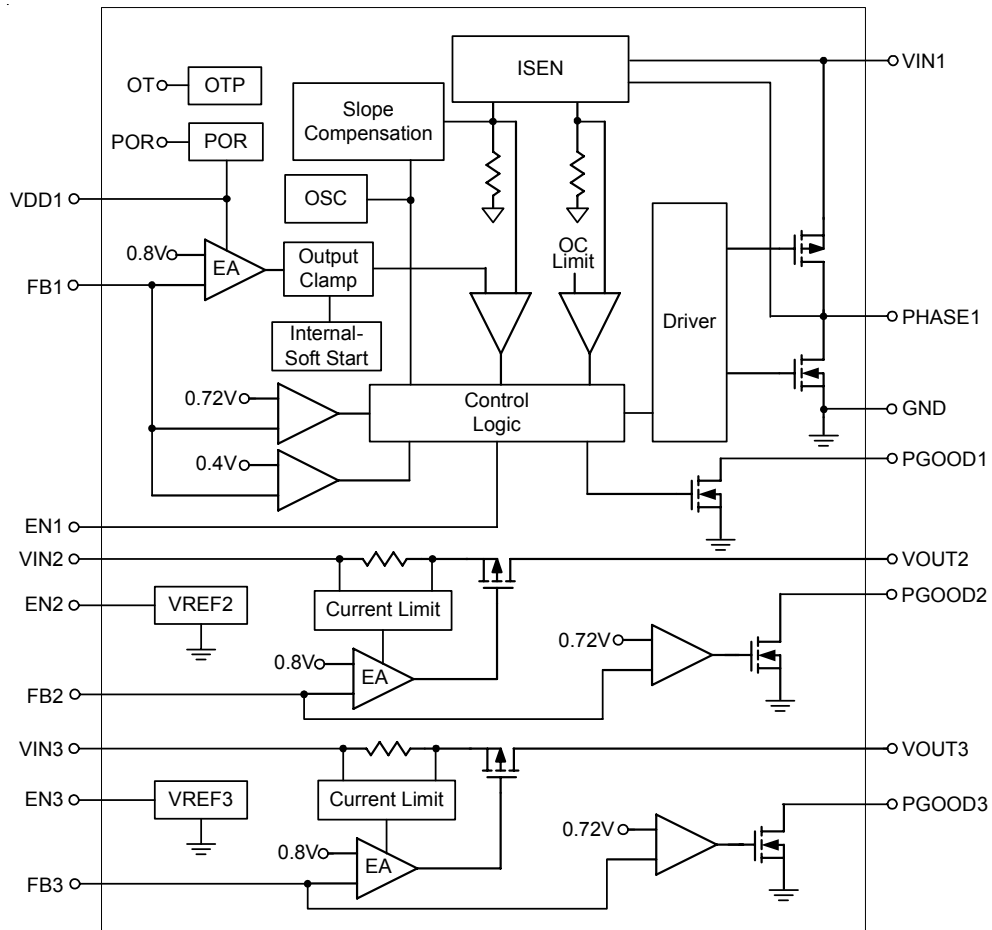 ISEN
VIN1
OT
OTP
Slope
Compensation
POR
POR
VDD1
OSC
0.8V
EA
Output
Clamp
OC
Limit
FB1
Internal-
Soft Start
Driver
PHASE1
0.72V
Control
Logic
GND
0.4V
PGOOD1
EN1
VIN2
VOUT2
EN2
VREF2
Current Limit
PGOOD2
0.72V
0.8V
EA
FB2
VIN3
VOUT3
EN3
VREF3
Current Limit
PGOOD3
0.72V
0.8V
EA
FB3